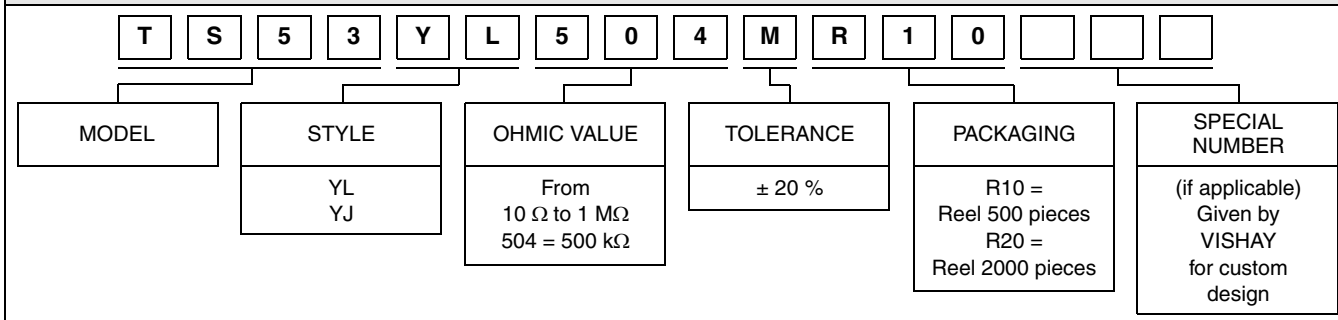 T S 5 3 Y L 5 0 4 M R 1 0
MODEL
STYLE
YL
YJ
OHMIC VALUE
From
10 Ω to 1 MΩ
504 = 500 kΩ
TOLERANCE
± 20 %
PACKAGING
R10 =
Reel 500 pieces
R20 =
Reel 2000 pieces
SPECIAL
NUMBER
(if applicable)
Given by
VISHAY
for custom
design